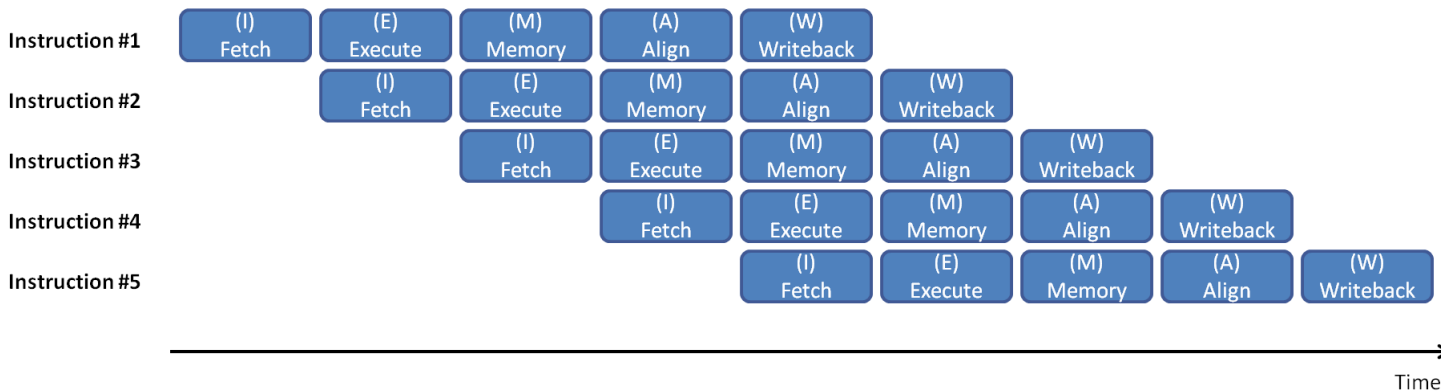 Instruction #1
(I) (E) (M) (A) (W)
Fetch Execute Memory Align Writeback
Instruction #2
(I) (E) (M) (A) (W)
Fetch Execute Memory Align Writeback
Instruction #3
(I) (E) (M) (A) (W)
Fetch Execute Memory Align Writeback
Instruction #4
(I) (E) (M) (A) (W)
Fetch Execute Memory Align Writeback
Instruction #5
(I) (E) (M) (A) (W)
Fetch Execute Memory Align Writeback
Time